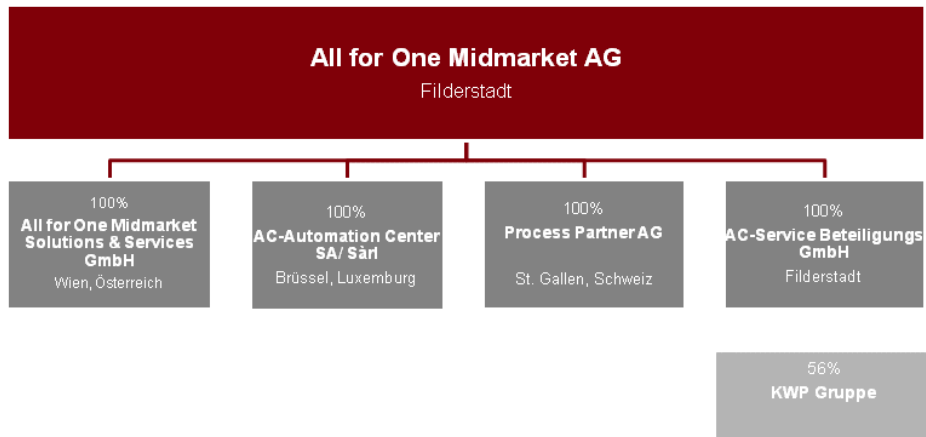 All for One Midmarket AG
Filderstadt
100%
All for One Midmarket
Solutions & Services
GmbH
Wien, Österreich
100%
AC-Automation Center
SA/ Sàrl
Brüssel, Luxemburg
100%
Process Partner AG
St. Gallen, Schweiz
100%
AC-Service Beteiligungs
GmbH
Filderstadt
56%
KWP Gruppe